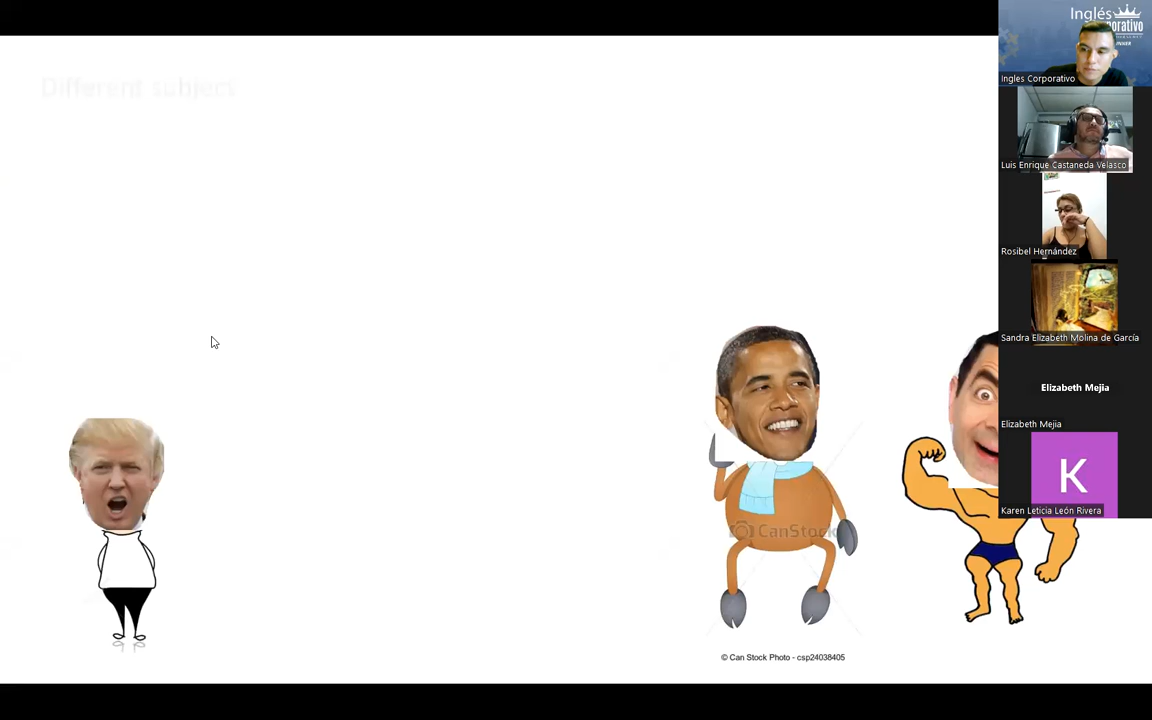 Different subject
Inglés
Ingles Corporativo
Luis Enrique Castaneda Velasco
Rosibel Hernández
Sandra Elizabeth Molina de García
Elizabeth Mejia
Elizabeth Mejia
K
Karen Leticia León Rivera
CanStock
© Can Stock Photo - csp24038405